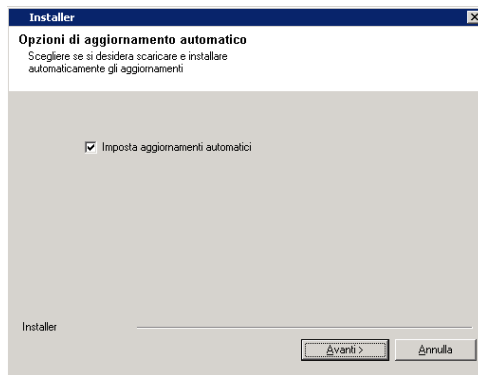 Installer
Opzioni di aggiornamento automatico
Scegliere se si desidera scaricare e installare
automaticamente gli aggiornamenti
Imposta aggiornamenti automatici
Installer
Avanti >
Annulla